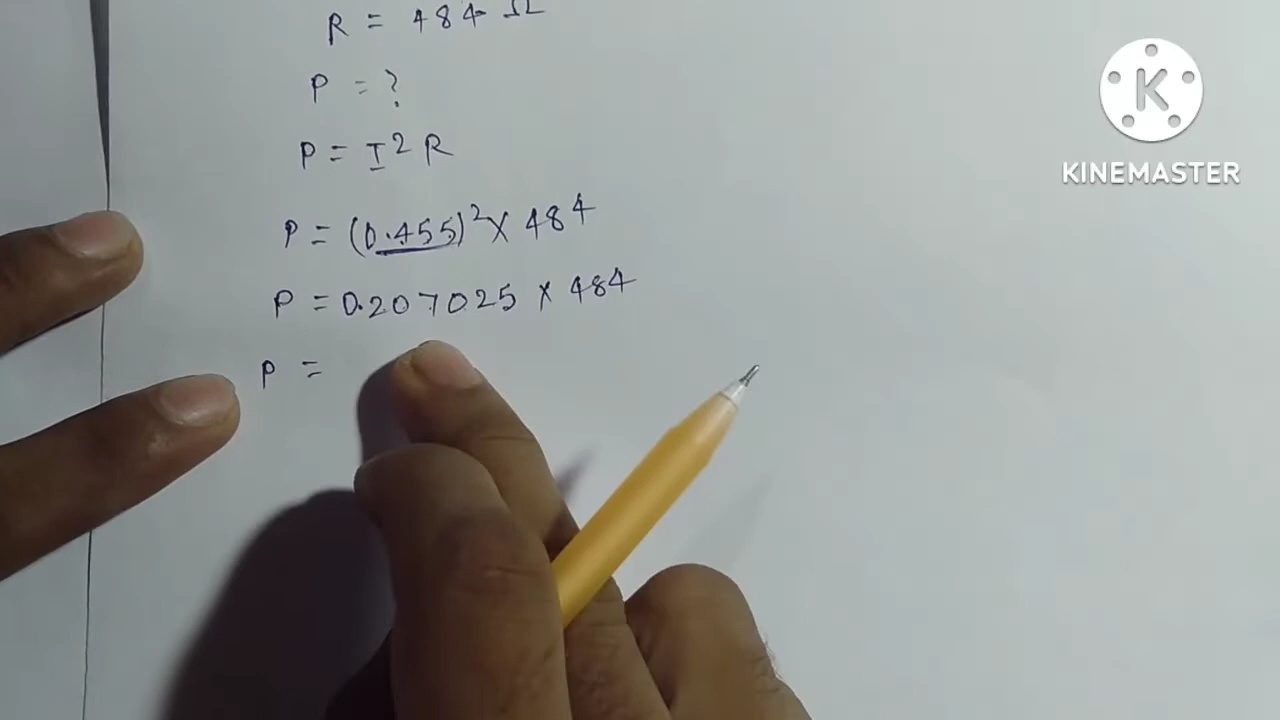 R = 484 Ω
P = ?
P = I² R
P = (0.455)² × 484
P = 0.207025 × 484
P =
K
KINEMASTER